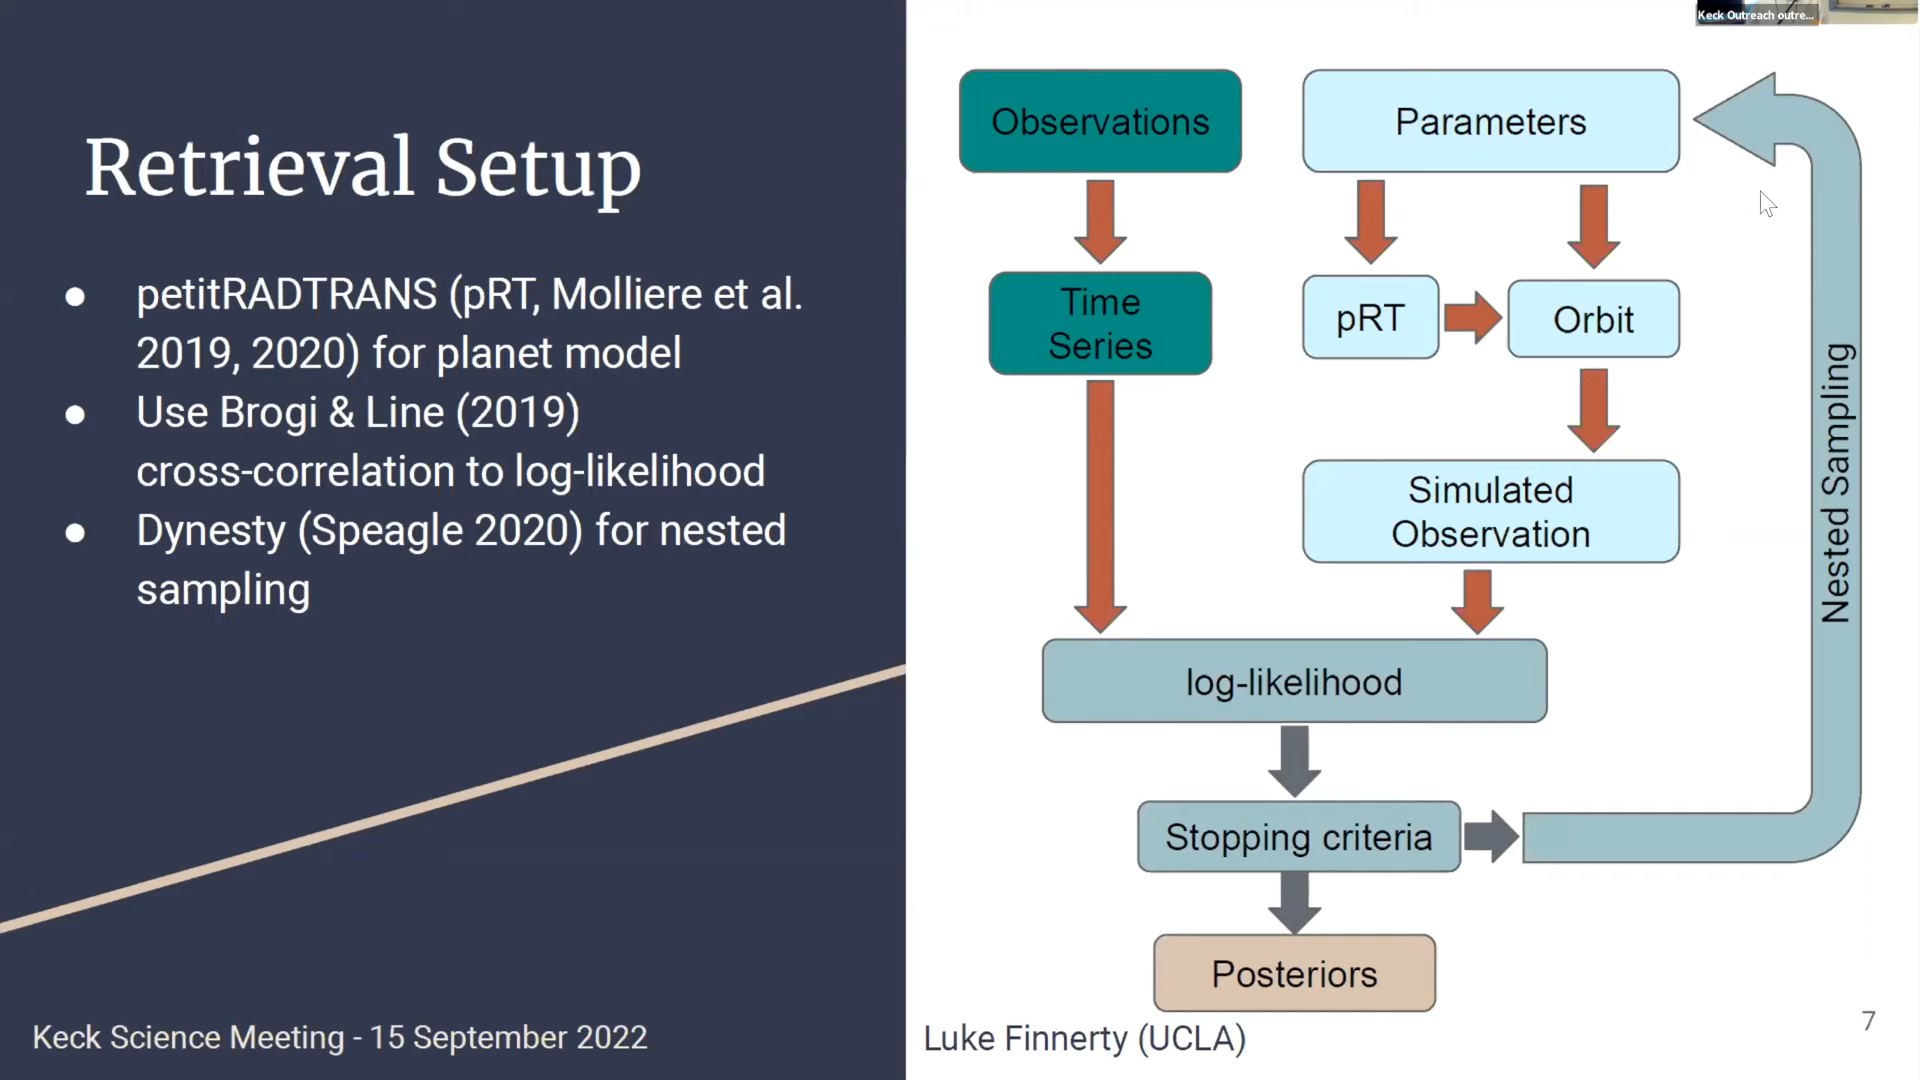 Keck Outreach outre...
Retrieval Setup
● petitRADTRANS (pRT, Molliere et al.
2019, 2020) for planet model
● Use Brogi & Line (2019)
cross-correlation to log-likelihood
● Dynesty (Speagle 2020) for nested
sampling
Observations
Parameters
Time
Series
pRT
Orbit
Simulated
Observation
Nested Sampling
log-likelihood
Stopping criteria
Posteriors
Keck Science Meeting - 15 September 2022
Luke Finnerty (UCLA)
7